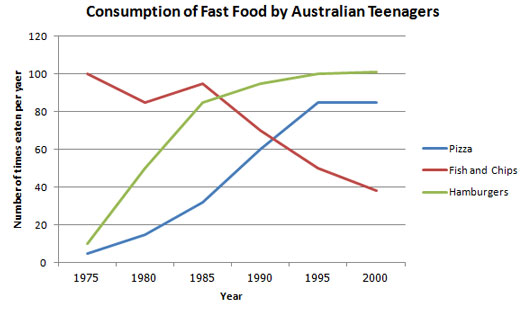 Consumption of Fast Food by Australian Teenagers
Number of times eaten per yaer
120
100
80
60
40
20
0
1975 1980 1985 1990 1995 2000
Year
Pizza
Fish and Chips
Hamburgers